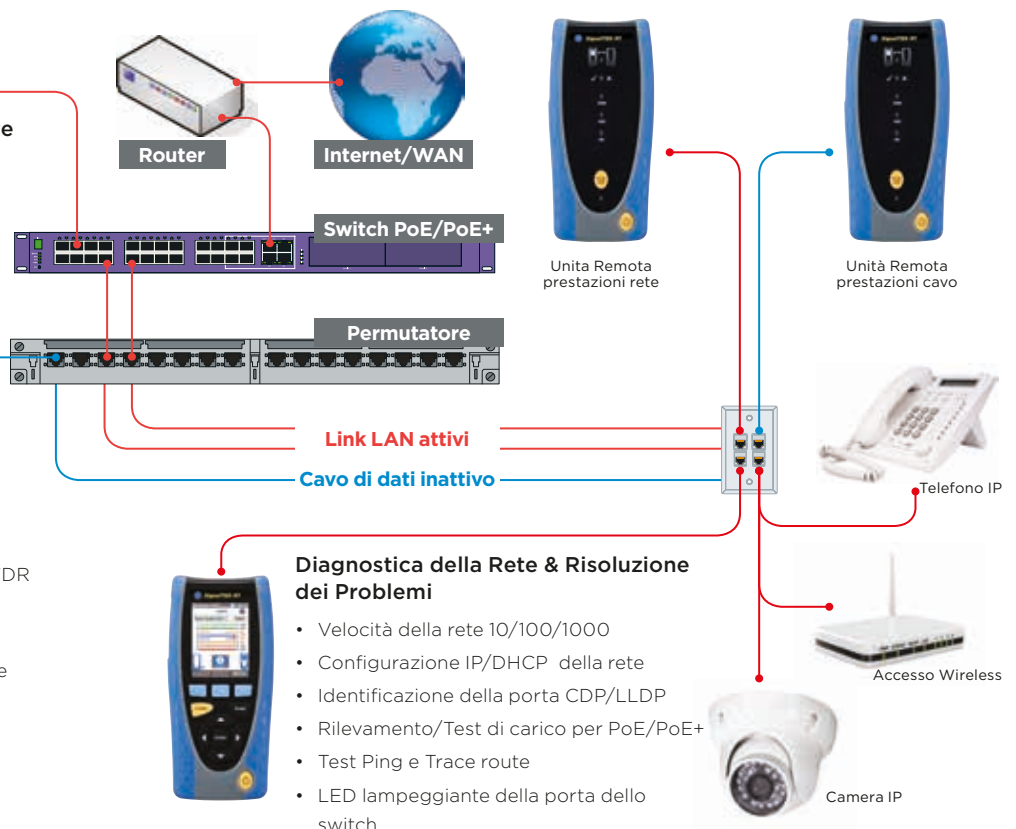 e
Router
Internet/WAN
Switch PoE/PoE+
Unita Remota
prestazioni rete
Unità Remota
prestazioni cavo
Permutatore
Link LAN attivi
Cavo di dati inattivo
Telefono IP
DR
e
Diagnostica della Rete & Risoluzione
dei Problemi
• Velocità della rete 10/100/1000
• Configurazione IP/DHCP della rete
• Identificazione della porta CDP/LLDP
• Rilevamento/Test di carico per PoE/PoE+
• Test Ping e Trace route
• LED lampeggiante della porta dello
switch
Accesso Wireless
Camera IP